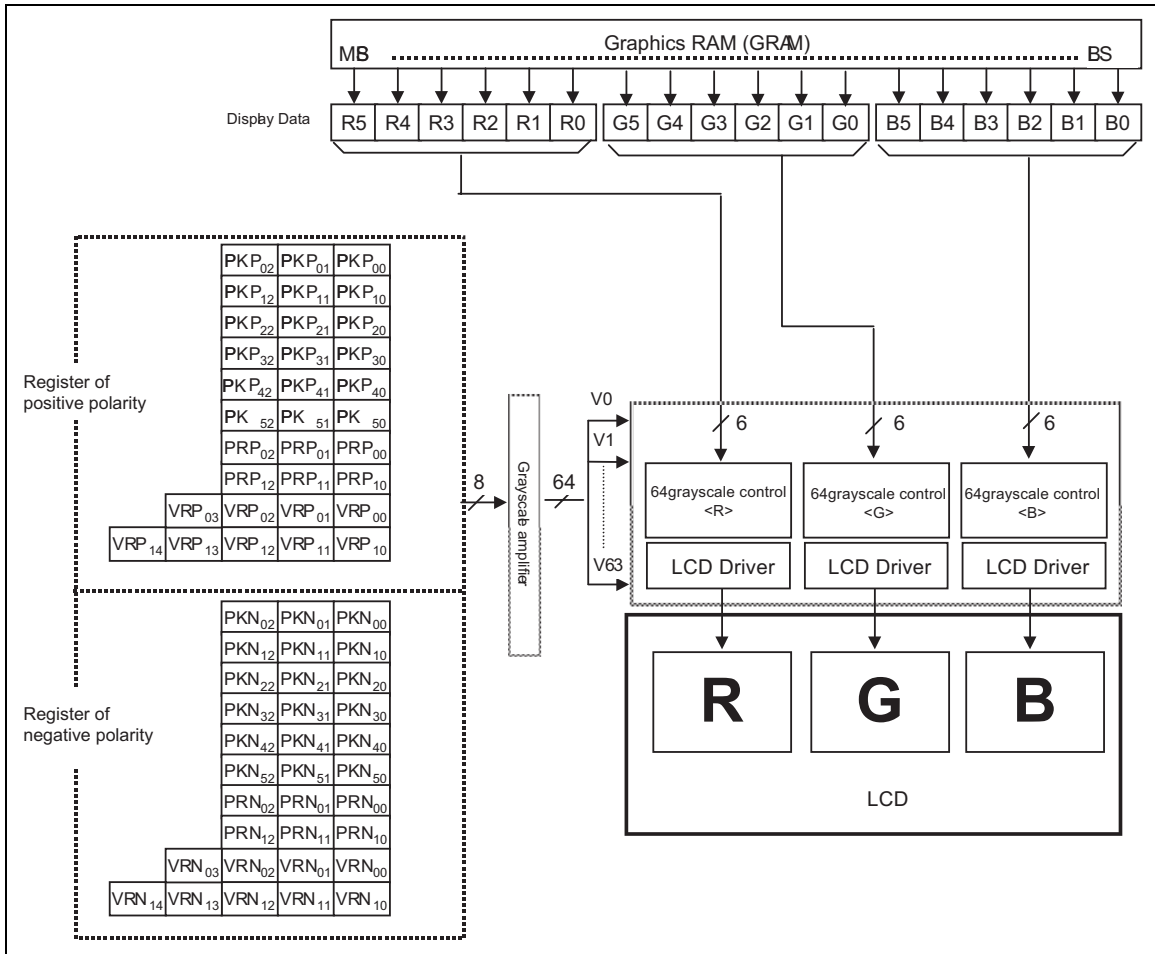 Graphics RAM (GRAM)
MB BS
Display Data R5 R4 R3 R2 R1 R0 G5 G4 G3 G2 G1 G0 B5 B4 B3 B2 B1 B0
Register of
positive polarity
PKP02 PKP01 PKP00
PKP12 PKP11 PKP10
PKP22 PKP21 PKP20
PKP32 PKP31 PKP30
PKP42 PKP41 PKP40
PK 52 PK 51 PK 50
PRP02 PRP01 PRP00
PRP12 PRP11 PRP10
VRP03 VRP02 VRP01 VRP00
VRP14 VRP13 VRP12 VRP11 VRP10
Register of
negative polarity
PKN02 PKN01 PKN00
PKN12 PKN11 PKN10
PKN22 PKN21 PKN20
PKN32 PKN31 PKN30
PKN42 PKN41 PKN40
PKN52 PKN51 PKN50
PRN02 PRN01 PRN00
PRN12 PRN11 PRN10
VRN03 VRN02 VRN01 VRN00
VRN14 VRN13 VRN12 VRN11 VRN10
8
Grayscale amplifier
64
V0
V1
V63
6 6 6
64grayscale control
<R>
64grayscale control
<G>
64grayscale control
<B>
LCD Driver LCD Driver LCD Driver
R G B
LCD